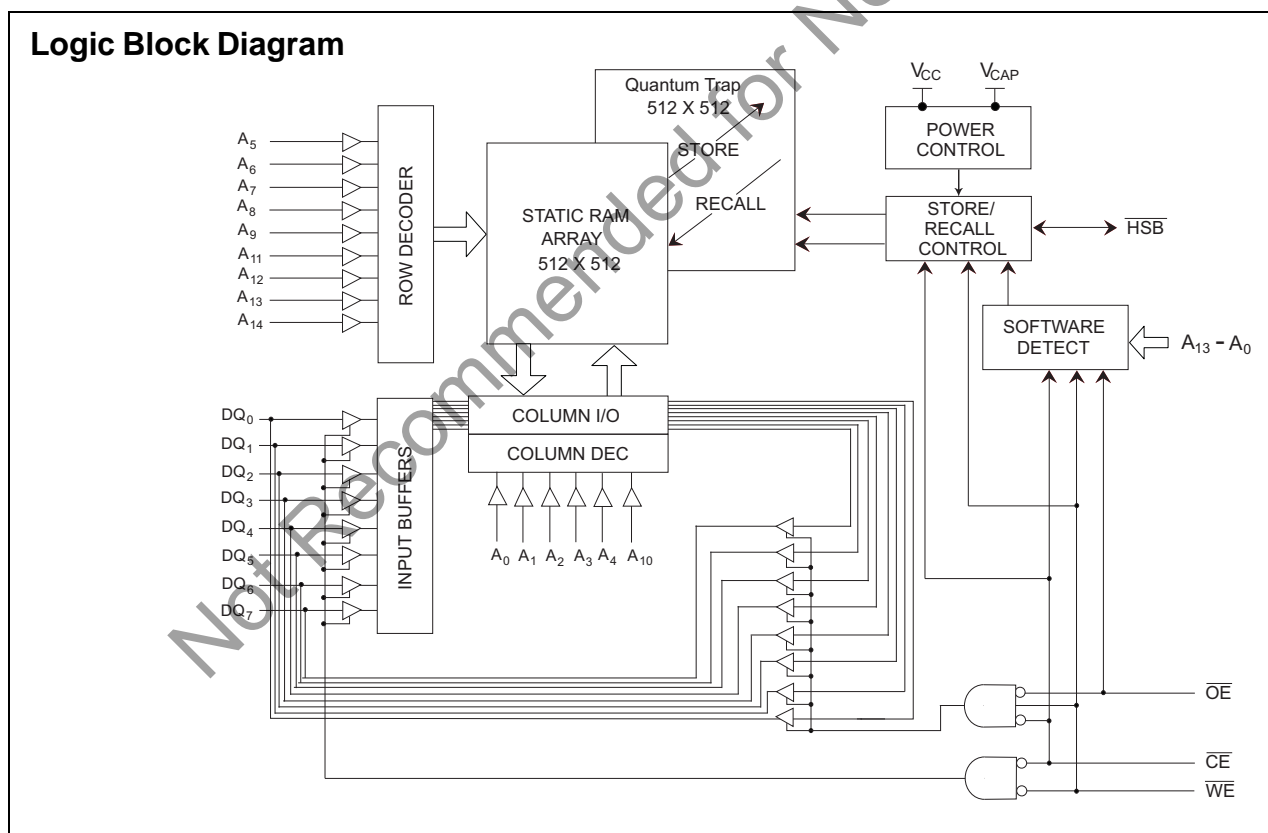 Logic Block Diagram
Not Recommended for N
Quantum Trap
512 X 512
STORE
RECALL
STATIC RAM
ARRAY
512 X 512
ROW DECODER
A5
A6
A7
A8
A9
A11
A12
A13
A14
VCC
VCAP
POWER
CONTROL
STORE/
RECALL
CONTROL
HSB
SOFTWARE
DETECT
A13 - A0
COLUMN I/O
COLUMN DEC
A0 A1 A2 A3 A4 A10
DQ0
DQ1
DQ2
DQ3
DQ4
DQ5
DQ6
DQ7
INPUT BUFFERS
OE
CE
WE